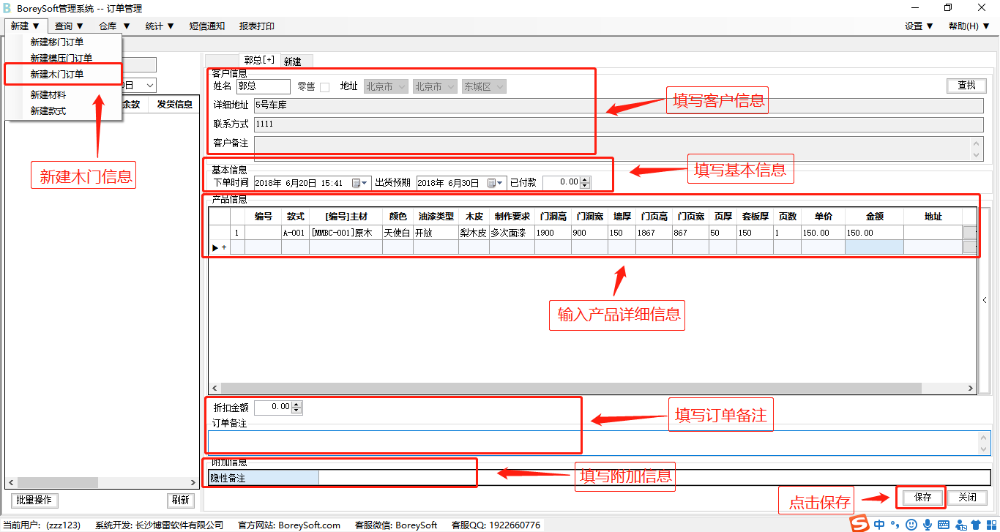 BoreySoft管理系统 -- 订单管理
新建 ▼ 查询 ▼ 仓库 ▼ 统计 ▼ 短信通知 报表打印 设置 ▼ 帮助(H) ▼
新建移门订单
新建模压门订单
新建木门订单
新建材料
新建款式
日
余款 发货信息
新建木门信息
郭总[+] 新建
客户信息
姓名 郭总 零售 地址 北京市 北京市 东城区 查找
详细地址 5号车库
填写客户信息
联系方式 1111
客户备注
基本信息
填写基本信息
下单时间 2018年 6月20日 15:41 出货预期 2018年 6月30日 已付款 0.00
产品信息
编号 款式 [编号]主材 颜色 油漆类型 木皮 制作要求 门洞高 门洞宽 墙厚 门页高 门页宽 页厚 套板厚 页数 单价 金额 地址
1 A-001 [MMBC-001]原木 天使白 开放 梨木皮 多次面漆 1900 900 150 1867 867 50 150 1 150.00 150.00
▶ +
输入产品详细信息
折扣金额 0.00
填写订单备注
订单备注
附加信息
隐性备注
填写附加信息
批量操作 刷新 点击保存 保存 关闭
当前用户: (zzz123) 系统开发: 长沙博雷软件有限公司 官方网站: BoreySoft.com 客服微信: BoreySoft 客服QQ: 1922660776
中